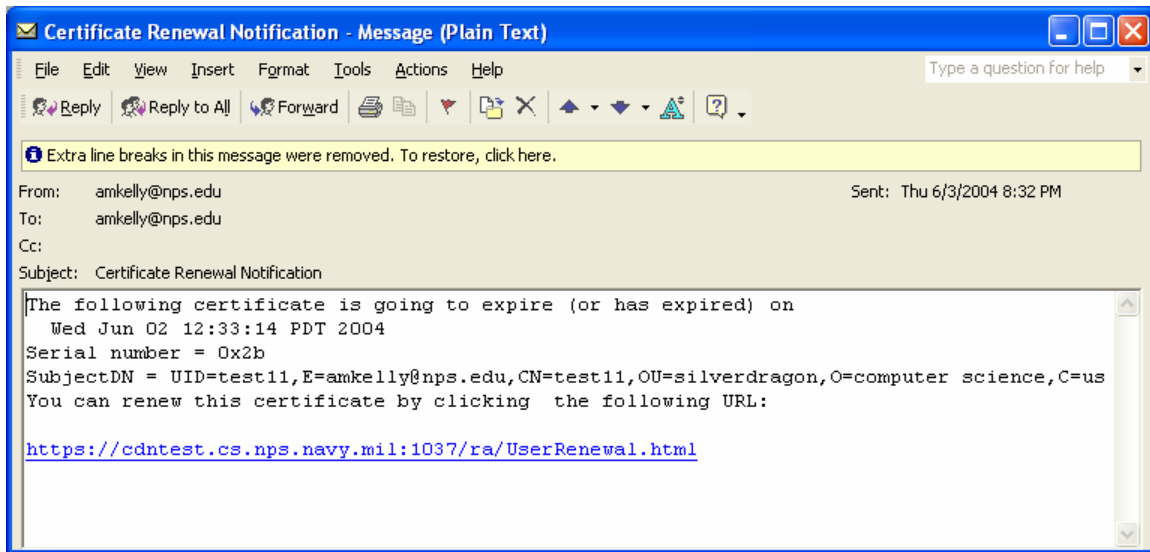 Certificate Renewal Notification - Message (Plain Text)
File Edit View Insert Format Tools Actions Help Type a question for help
Reply Reply to All Forward
Extra line breaks in this message were removed. To restore, click here.
From: amkelly@nps.edu Sent: Thu 6/3/2004 8:32 PM
To: amkelly@nps.edu
Cc:
Subject: Certificate Renewal Notification
The following certificate is going to expire (or has expired) on
Wed Jun 02 12:33:14 PDT 2004
Serial number = 0x2b
SubjectDN = UID=test11,E=amkelly@nps.edu,CN=test11,OU=silverdragon,O=computer science,C=us
You can renew this certificate by clicking  the following URL:
https://cdntest.cs.nps.navy.mil:1037/ra/UserRenewal.html